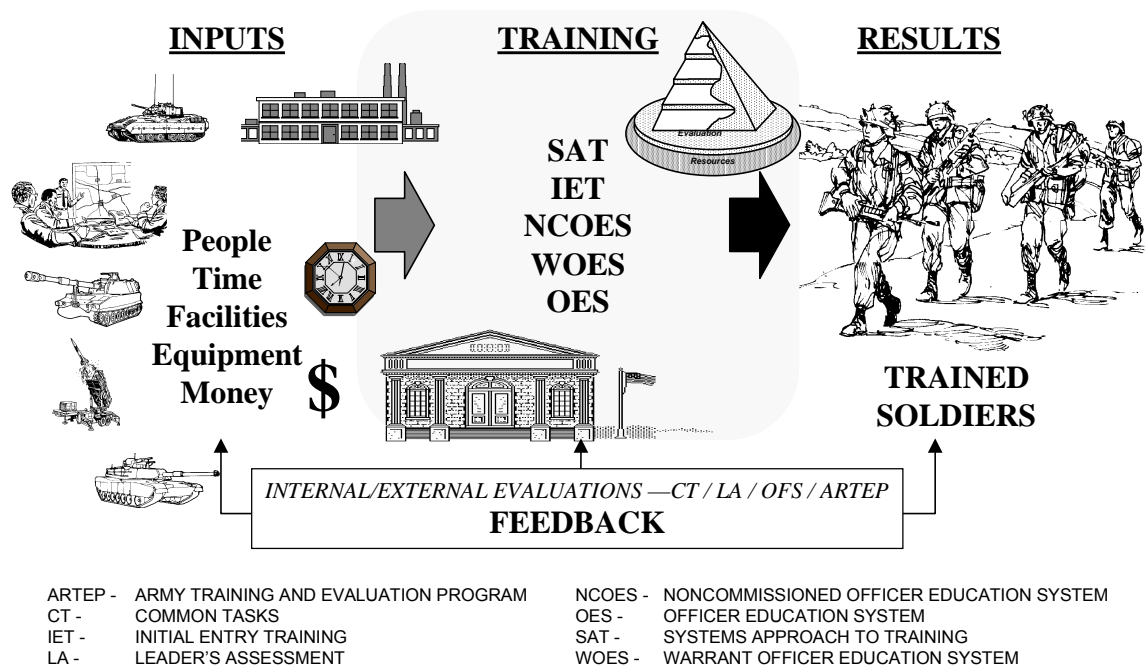 INPUTS
TRAINING
RESULTS
Evaluation
Resources
SAT
IET
NCOES
WOES
OES
People
Time
Facilities
Equipment
Money
$
TRAINED
SOLDIERS
INTERNAL/EXTERNAL EVALUATIONS —CT / LA / OFS / ARTEP
FEEDBACK
ARTEP - ARMY TRAINING AND EVALUATION PROGRAM
CT - COMMON TASKS
IET - INITIAL ENTRY TRAINING
LA - LEADER'S ASSESSMENT
NCOES - NONCOMMISSIONED OFFICER EDUCATION SYSTEM
OES - OFFICER EDUCATION SYSTEM
SAT - SYSTEMS APPROACH TO TRAINING
WOES - WARRANT OFFICER EDUCATION SYSTEM